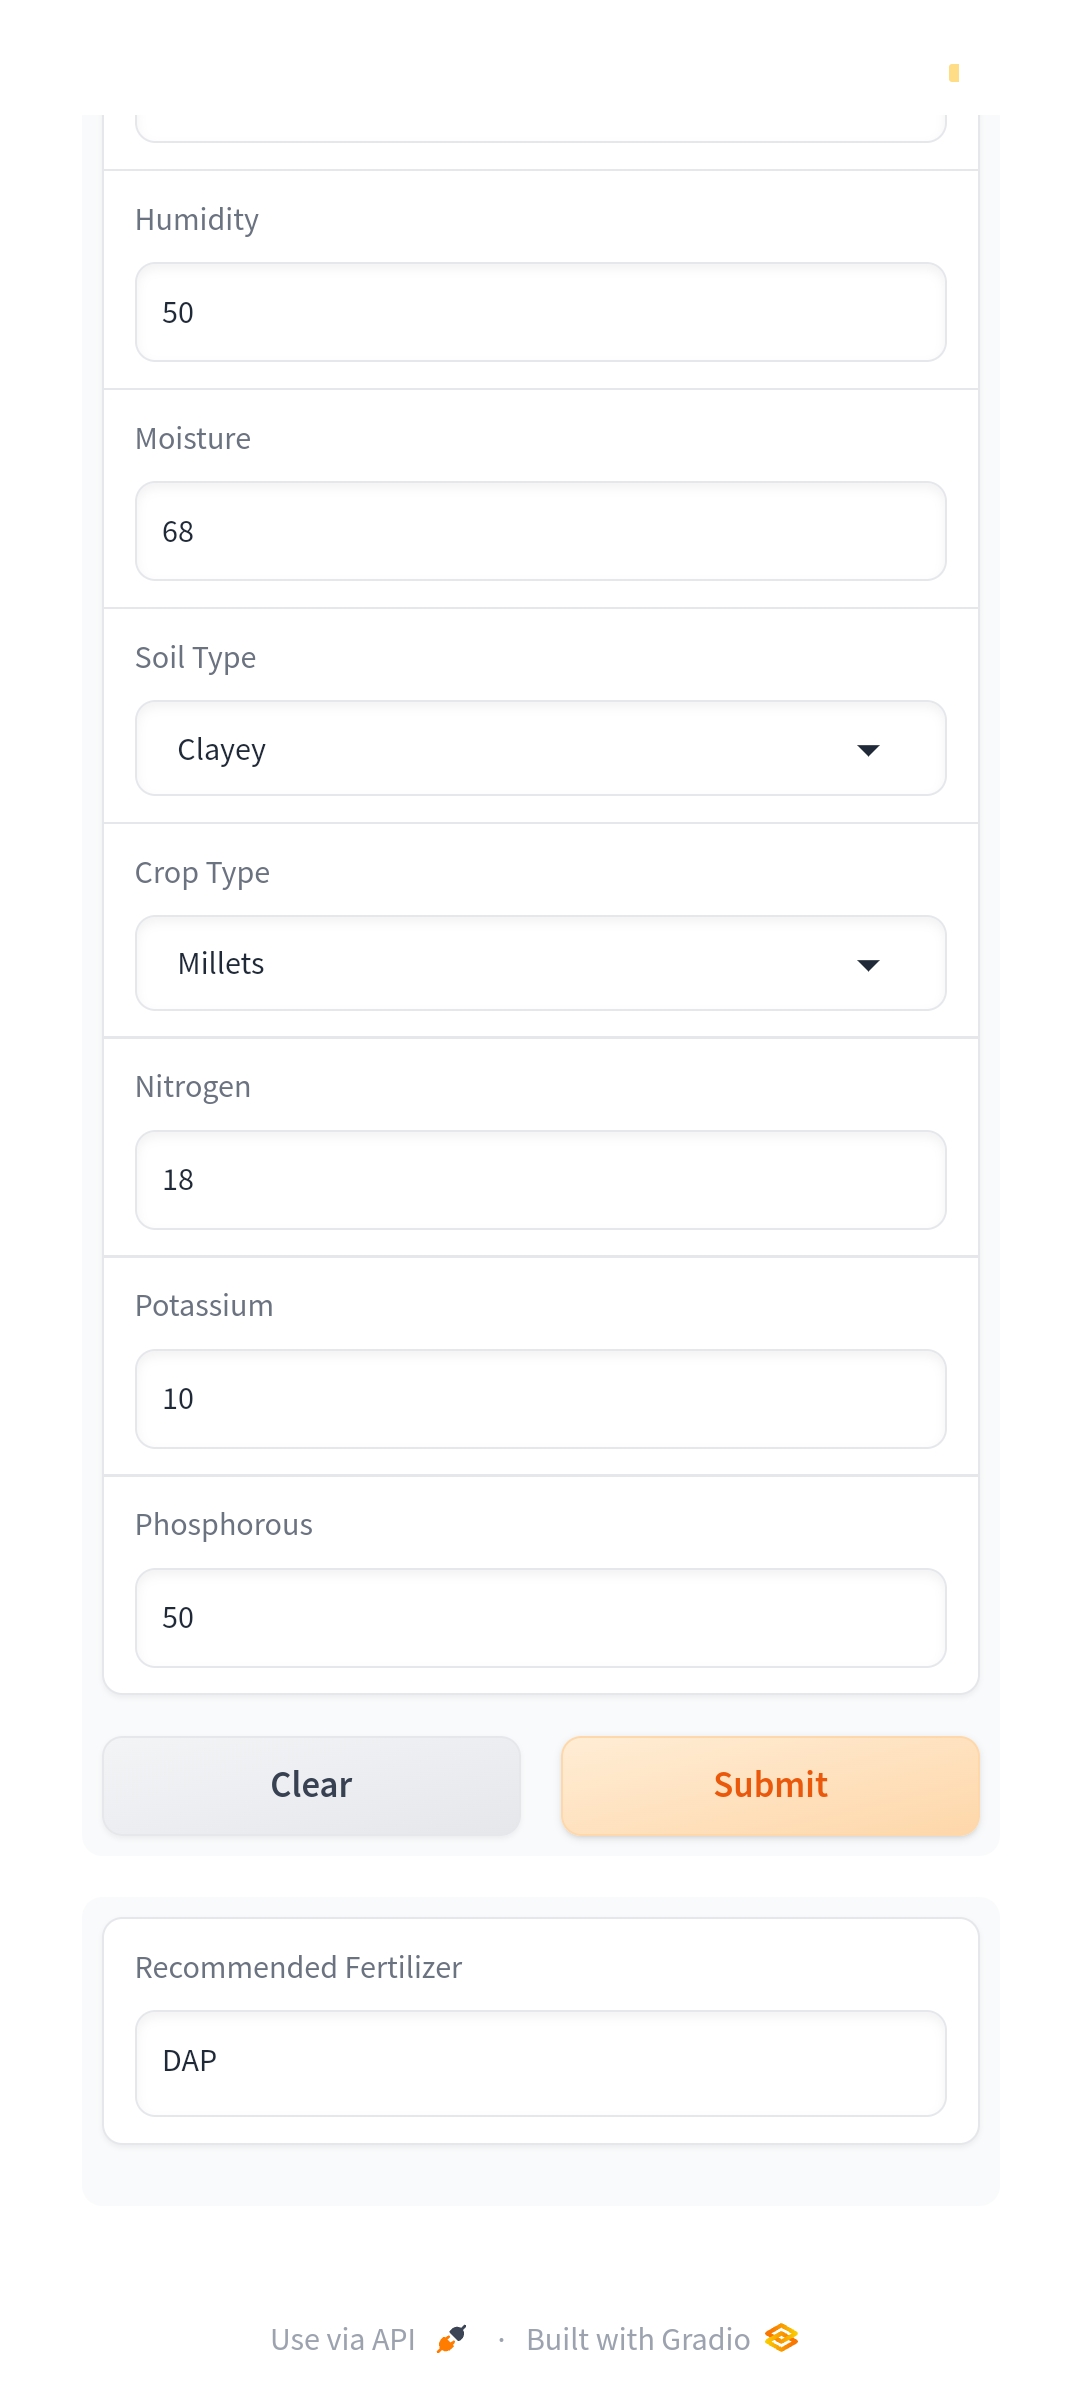 Humidity
50
Moisture
68
Soil Type
Clayey
Crop Type
Millets
Nitrogen
18
Potassium
10
Phosphorous
50
Clear
Submit
Recommended Fertilizer
DAP
Use via API · Built with Gradio